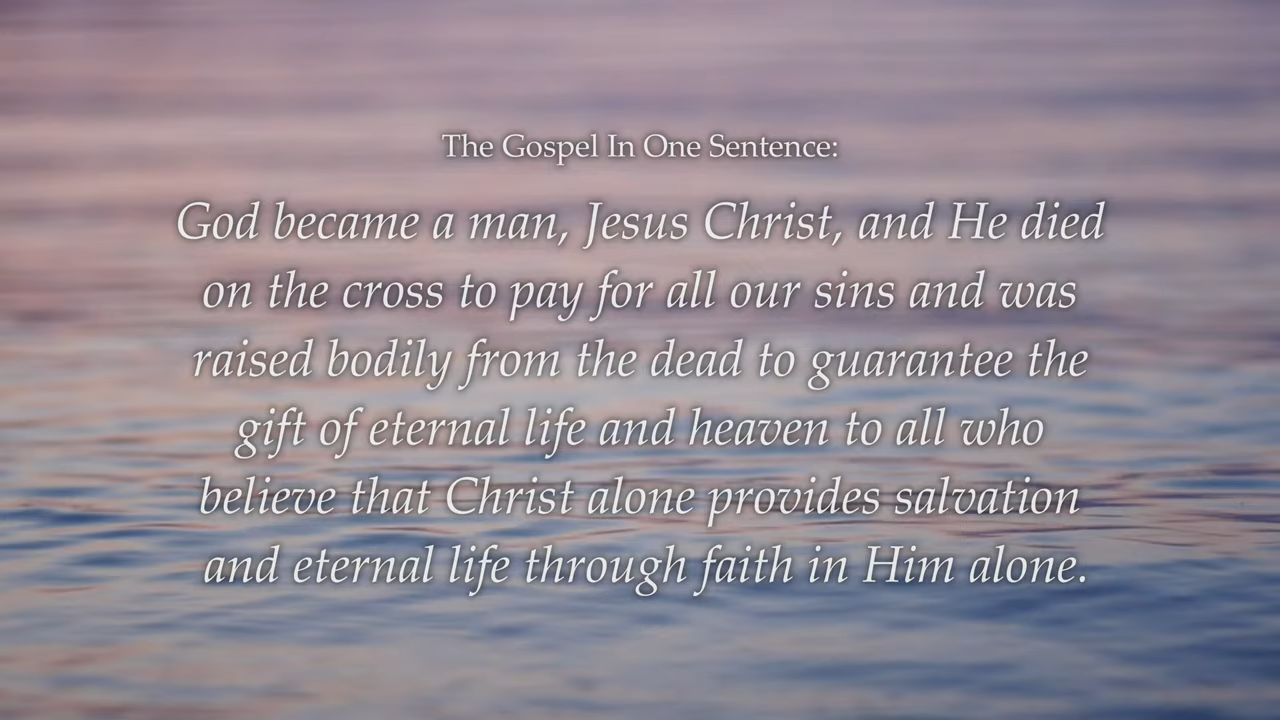 The Gospel In One Sentence:
God became a man, Jesus Christ, and He died
on the cross to pay for all our sins and was
raised bodily from the dead to guarantee the
gift of eternal life and heaven to all who
believe that Christ alone provides salvation
and eternal life through faith in Him alone.